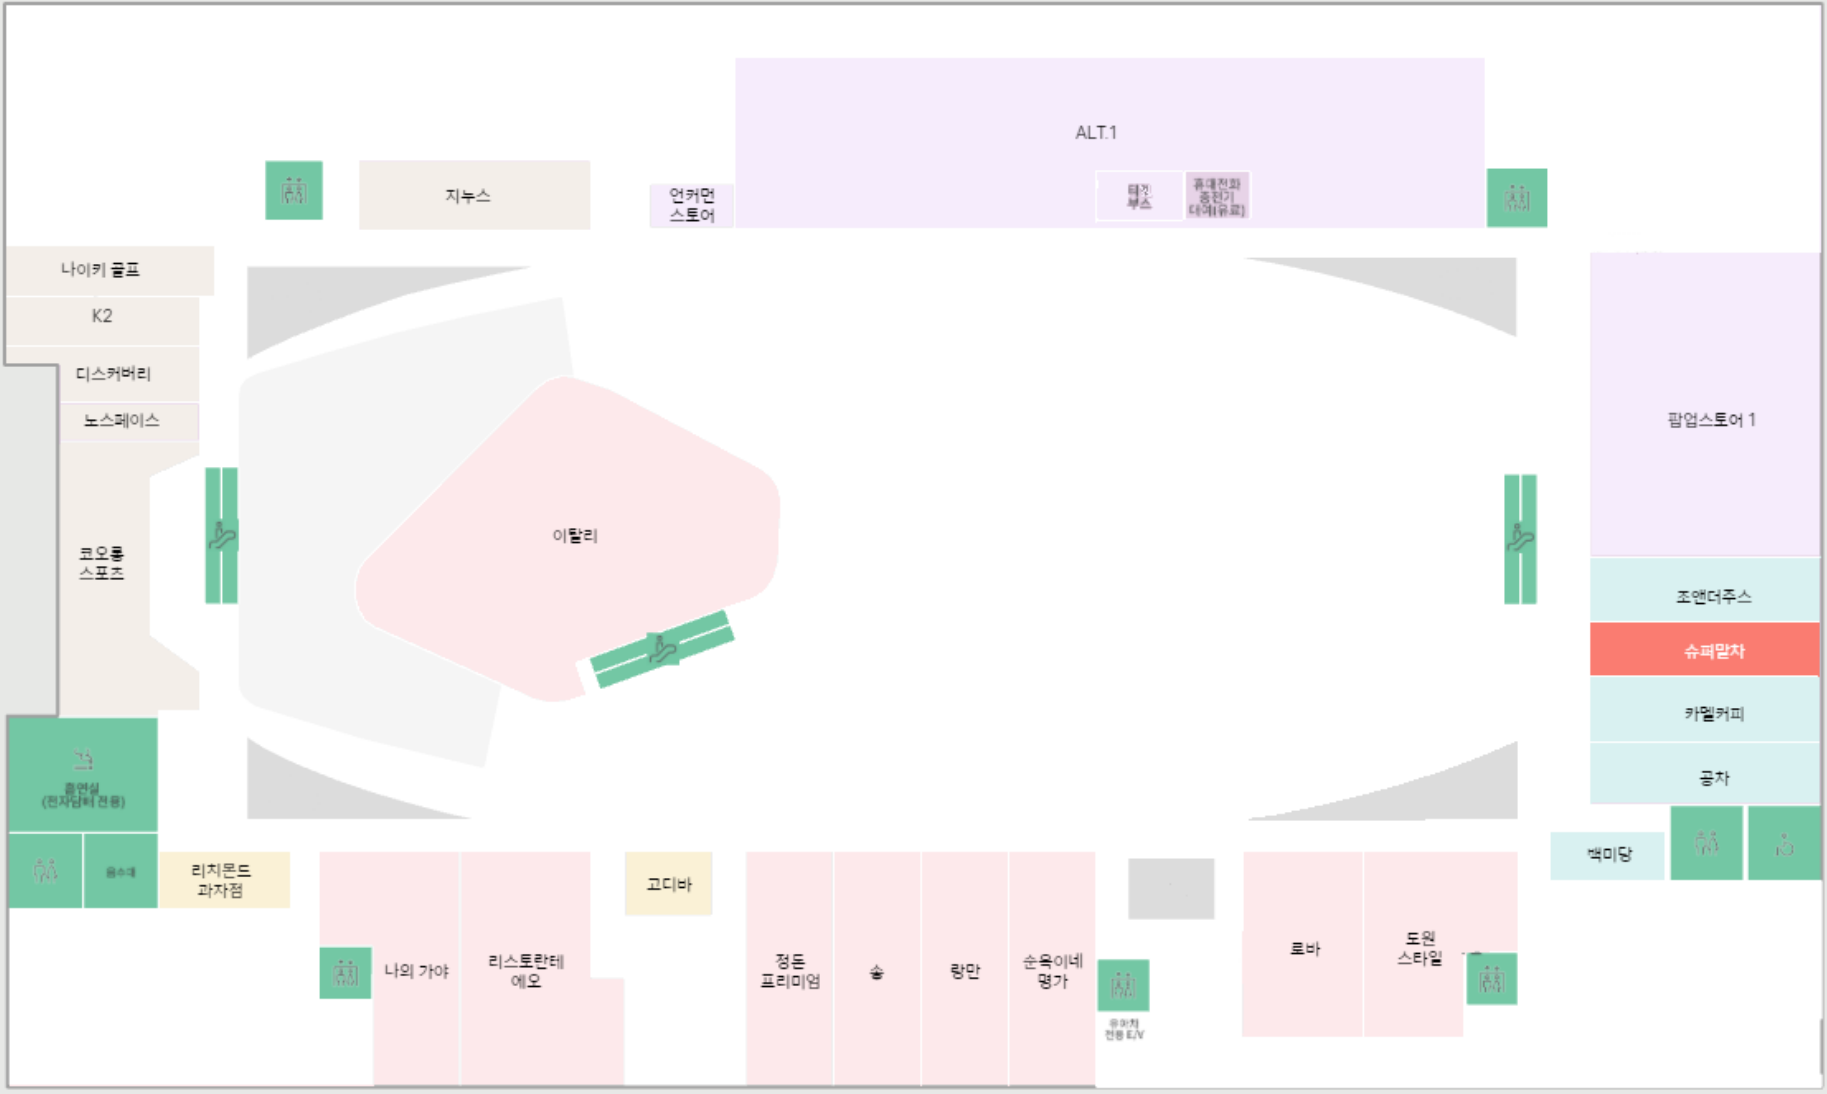 ALT.1
지누스
언커먼
스토어
티켓
부스
휴대전화
충전기
대여(유료)
나이키 골프
K2
디스커버리
노스페이스
코오롱
스포츠
이탈리
팝업스토어 1
조앤더주스
슈퍼말차
카멜커피
공차
백미당
흡연실
(전자담배 전용)
음수대
리치몬드
과자점
나의 가야
리스토란테
에오
고디바
정돈
프리미엄
송
랑만
순옥이네
명가
유아차
전용 E/V
로바
도원
스타일